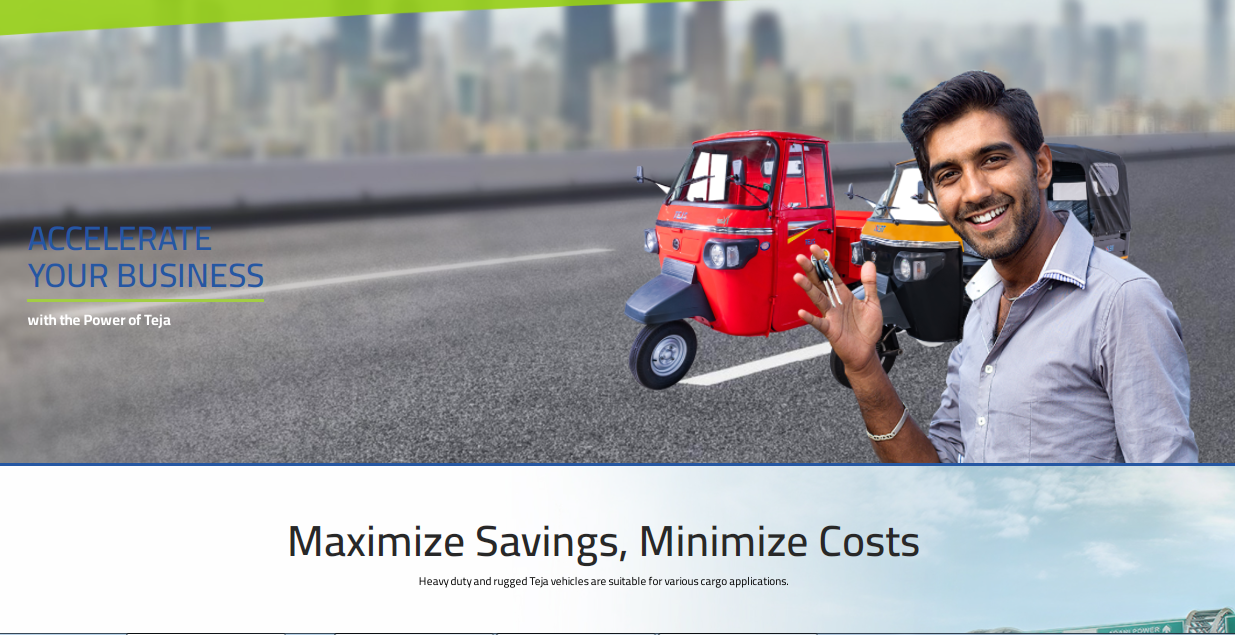 ACCELERATE
YOUR BUSINESS
with the Power of Teja
Maximize Savings, Minimize Costs
Heavy duty and rugged Teja vehicles are suitable for various cargo applications.